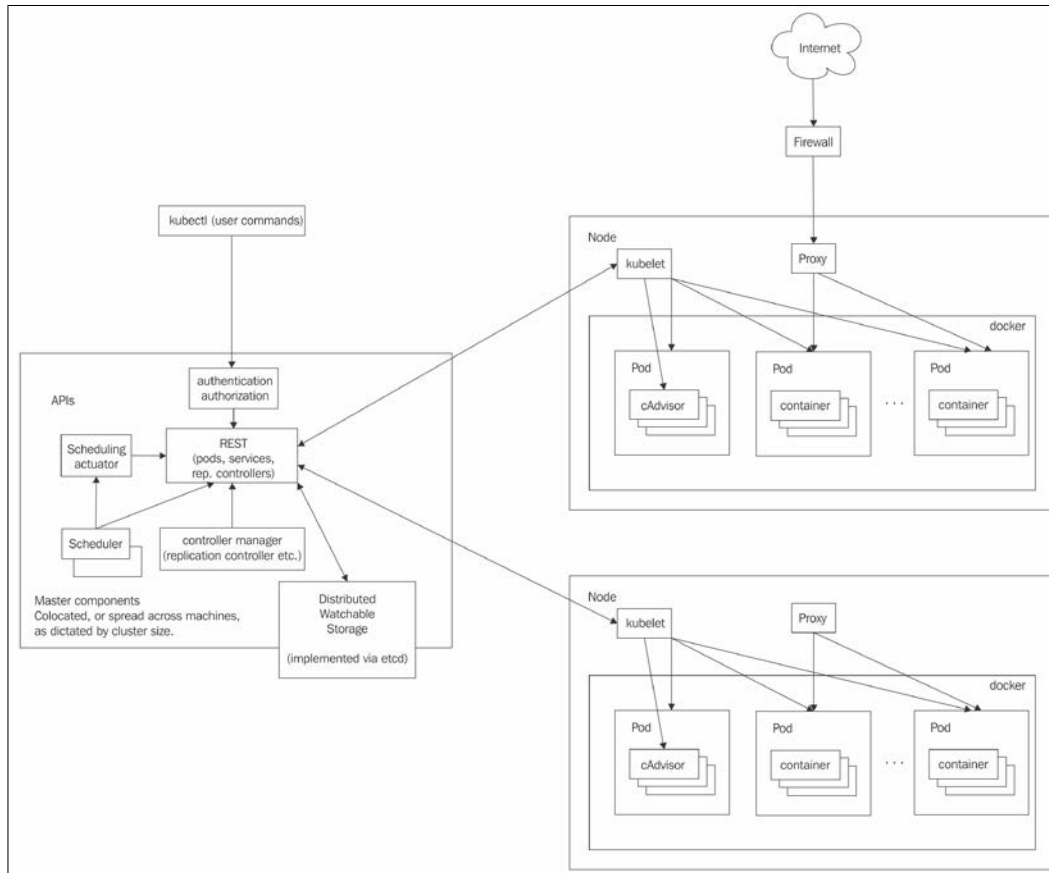 Internet
Firewall
kubectl (user commands)
Node
kubelet
Proxy
docker
Pod
cAdvisor
Pod
container
. . .
Pod
container
APIs
authentication
authorization
Scheduling
actuator
REST
(pods, services,
rep. controllers)
Scheduler
controller manager
(replication controller etc.)
Master components
Colocated, or spread across machines,
as dictated by cluster size.
Distributed
Watchable
Storage
(implemented via etcd)
Node
kubelet
Proxy
docker
Pod
cAdvisor
Pod
container
. . .
Pod
container